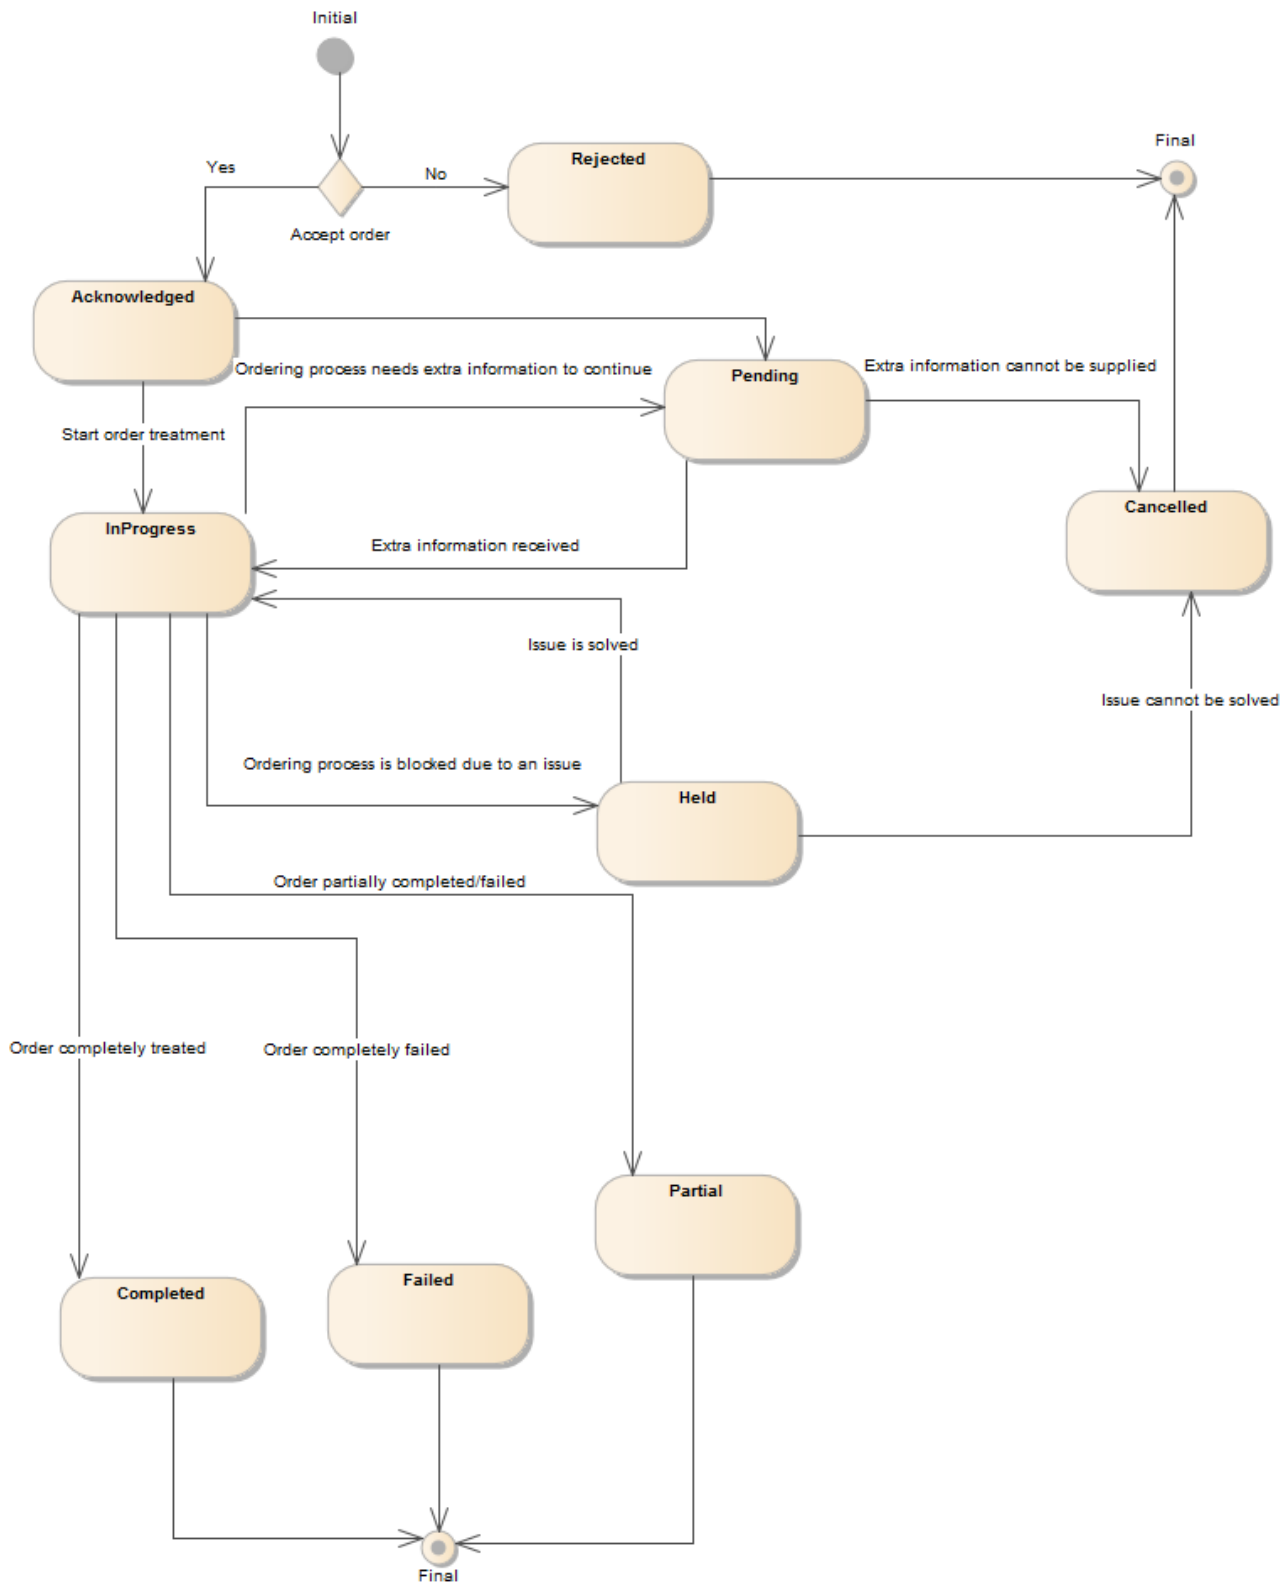 Initial
Final
Rejected
Yes
No
Accept order
Acknowledged
Ordering process needs extra information to continue
Extra information cannot be supplied
Pending
Start order treatment
Cancelled
InProgress
Extra information received
Issue is solved
Issue cannot be solved
Ordering process is blocked due to an issue
Held
Order partially completed/failed
Order completely treated
Order completely failed
Partial
Failed
Completed
Final